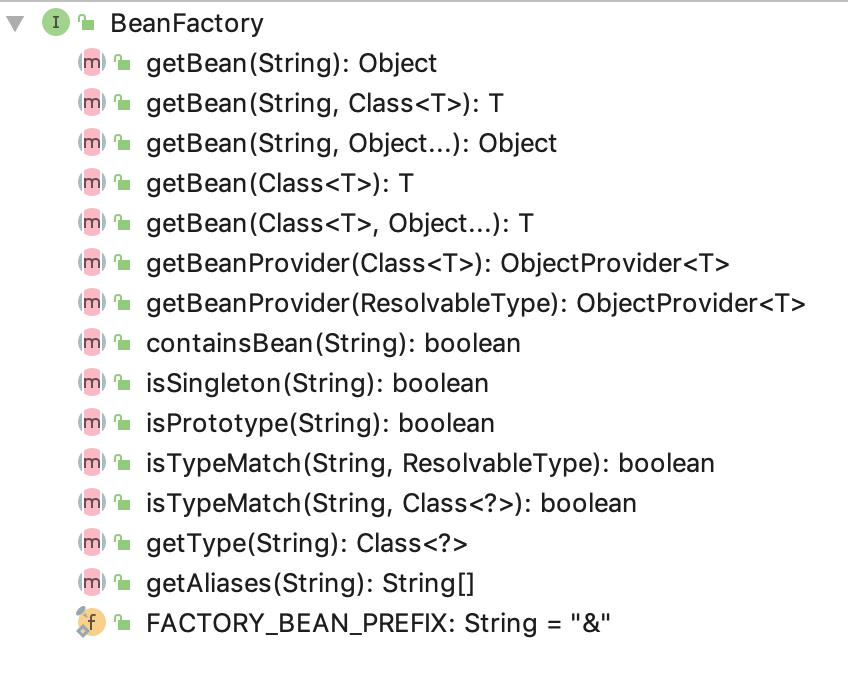 I BeanFactory
m getBean(String): Object
m getBean(String, Class<T>): T
m getBean(String, Object...): Object
m getBean(Class<T>): T
m getBean(Class<T>, Object...): T
m getBeanProvider(Class<T>): ObjectProvider<T>
m getBeanProvider(ResolvableType): ObjectProvider<T>
m containsBean(String): boolean
m isSingleton(String): boolean
m isPrototype(String): boolean
m isTypeMatch(String, ResolvableType): boolean
m isTypeMatch(String, Class<?>): boolean
m getType(String): Class<?>
m getAliases(String): String[]
f FACTORY_BEAN_PREFIX: String = "&"